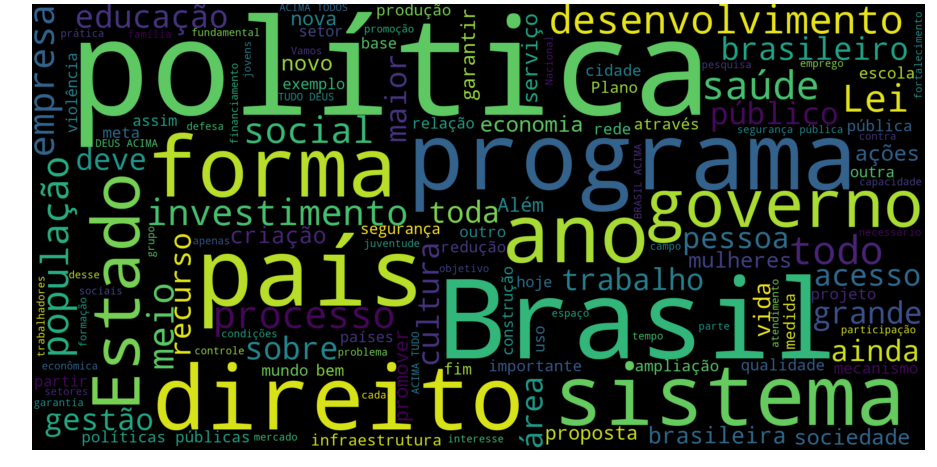 ACIMA TODOS
produção
educação
nova
desenvolvimento
prática
família
fundamental
setor
promoção
garantir
serviço
empresa
política
Vamos
base
Nacional
pesquisa
emprego
fortalecimento
brasileiro
violência
jovens
novo
maior
cidade
saúde
escola
TUDO DEUS
exemplo
Plano
Lei
financiamento
assim
defesa
relação
economia
rede
através
público
meta
social
segurança pública
pública
DEUS ACIMA
contra
deve
forma
programa
BRASIL ACIMA
ações
outra
capacidade
população
Estado
investimento
toda
Além
ano
governo
necessário
grupo
criação
segurança
outro
pessoa
todo
recurso
apenas
juventude
redução
campo
mulheres
trabalhadores
desse
meio
país
cultura
objetivo
hoje
trabalho
acesso
sociais
formação
processo
construção
uso
Brasil
espaço
vida
medida
atendimento
projeto
grande
participação
condições
países
tempo
parte
econômica
controle
problema
sobre
ACIMA TUDO
importante
ampliação
qualidade
ainda
partir
mundo bem
promover
fim
mecanismo
setores
garantia
direito
cada
sistema
gestão
área
políticas públicas
mercado
infraestrutura
interesse
proposta
brasileira
sociedade